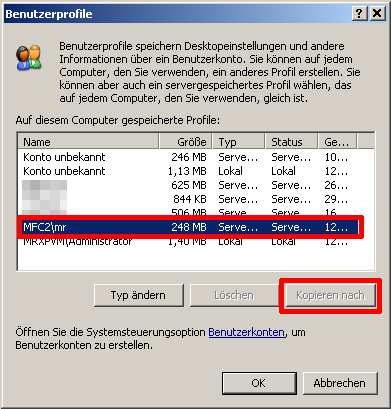 Benutzerprofile
Benutzerprofile speichern Desktopeinstellungen und andere
Informationen über ein Benutzerkonto. Sie können auf jedem
Computer, den Sie verwenden, ein anderes Profil erstellen. Sie
können aber auch ein servergespeichertes Profil wählen, das
auf jedem Computer, den Sie verwenden, gleich ist.
Auf diesem Computer gespeicherte Profile:
Name Größe Typ Status Ge...
Konto unbekannt 246 MB Serve... Serve... 10...
Konto unbekannt 1,13 MB Lokal Lokal 12...
625 MB Serve... Serve... 26...
844 KB Serve... Serve... 29...
506 MB Serve... Serve... 16
MFC2\mr 248 MB Serve... Serve... 12...
MRXPVM\Administrator 1,40 MB Lokal Lokal 12...
Typ ändern Löschen Kopieren nach
Öffnen Sie die Systemsteuerungsoption Benutzerkonten, um
Benutzerkonten zu erstellen.
OK Abbrechen